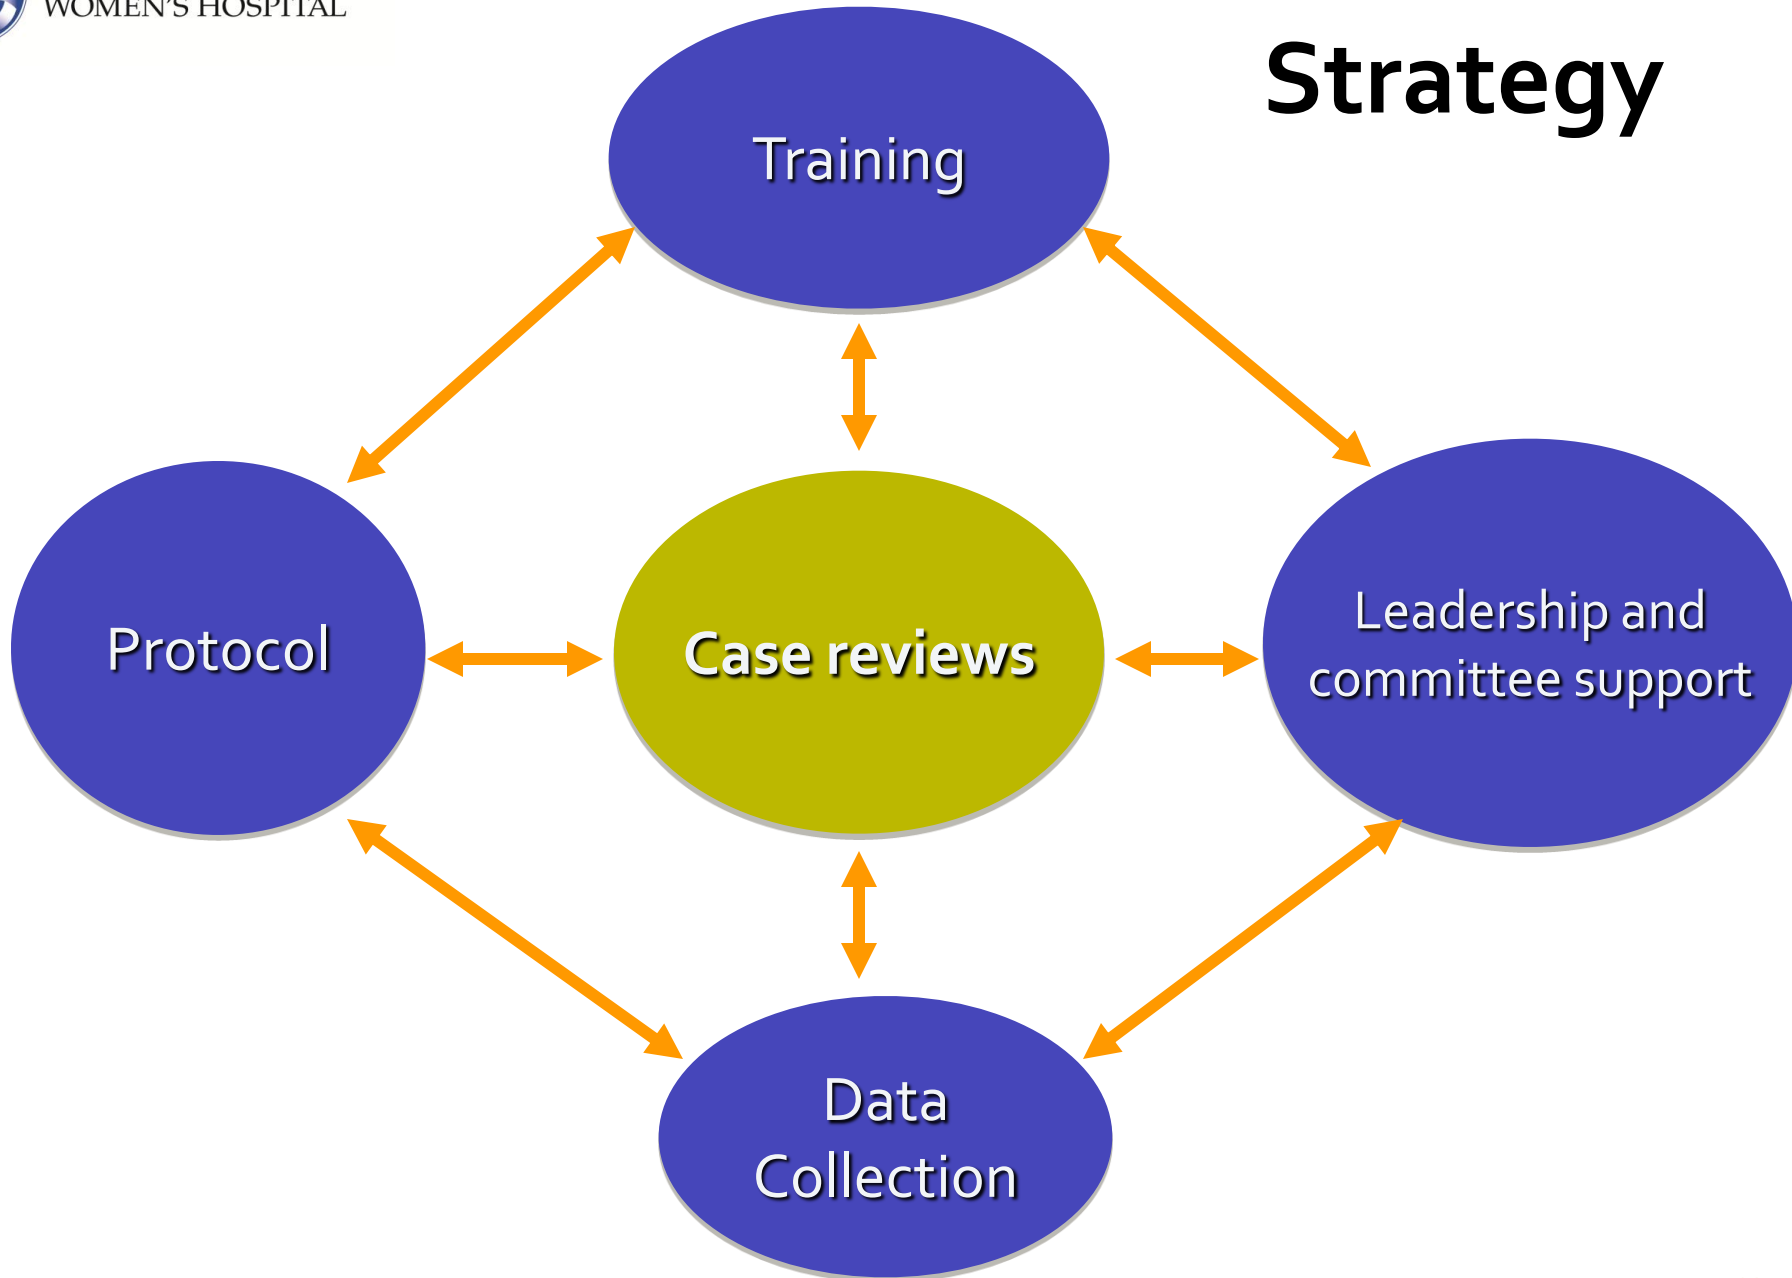 WOMEN'S HOSPITAL
Strategy
Training
Protocol
Case reviews
Leadership and
committee support
Data
Collection